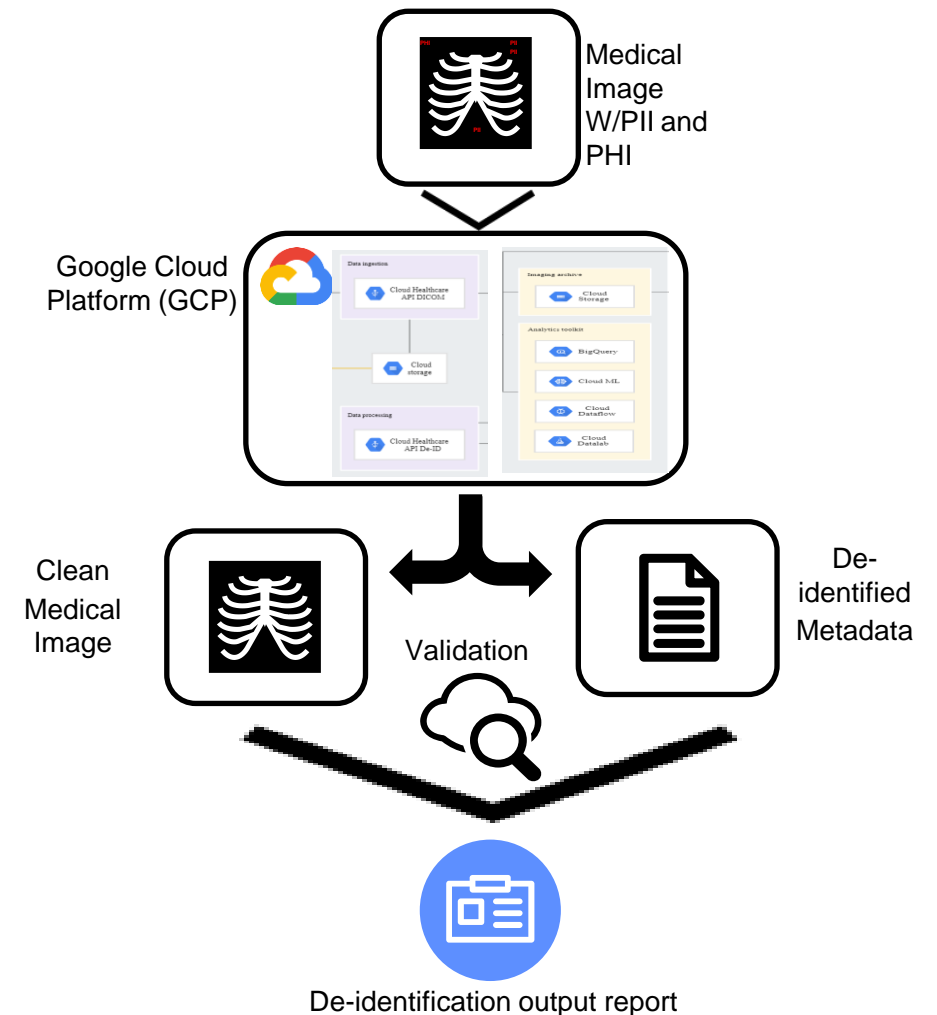 PHI
PII
PII
PII
Medical
Image
W/PII and
PHI
Google Cloud
Platform (GCP)
Data ingestion
Cloud Healthcare
API DICOM
Cloud
storage
Data processing
Cloud Healthcare
API De-ID
Imaging archive
Cloud
Storage
Analytics toolkit
BigQuery
Cloud ML
Cloud
Dataflow
Cloud
Datalab
Clean
Medical
Image
Validation
De-
identified
Metadata
De-identification output report